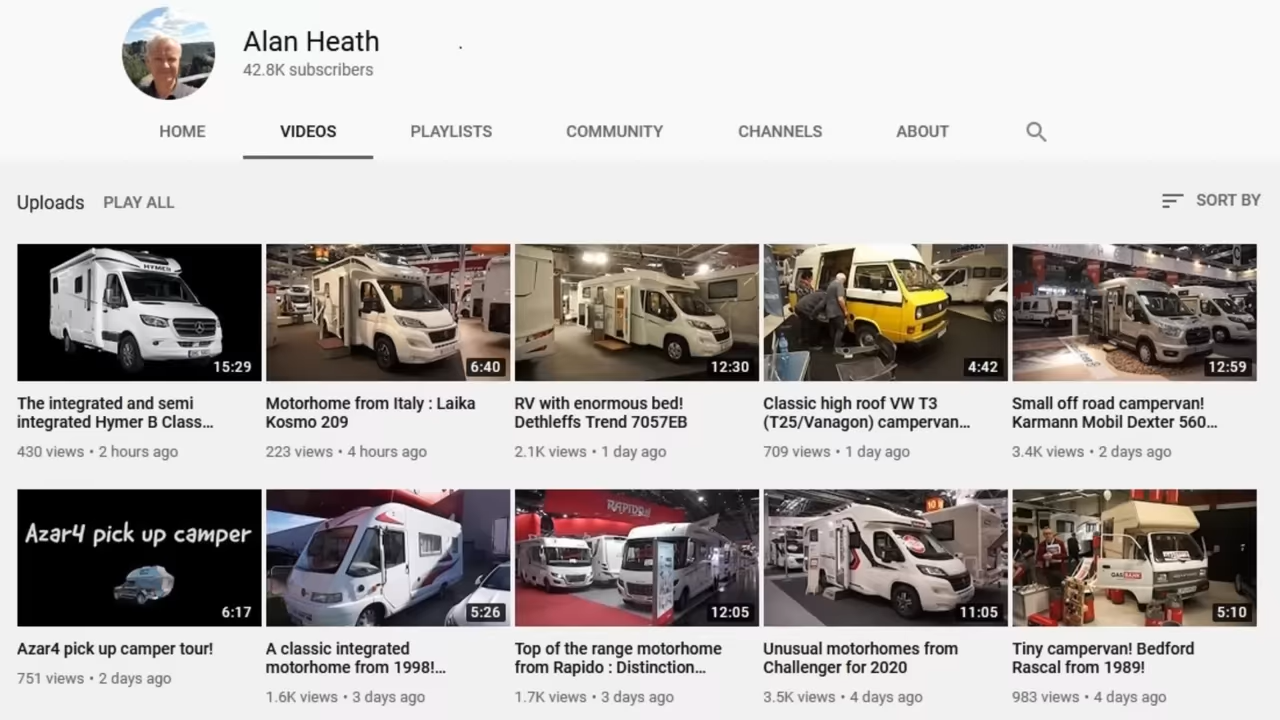 Alan Heath
42.8K subscribers
HOME VIDEOS PLAYLISTS COMMUNITY CHANNELS ABOUT
Uploads PLAY ALL SORT BY
HYMER
15:29 6:40 12:30 4:42 12:59
The integrated and semi
integrated Hymer B Class...
430 views • 2 hours ago
Motorhome from Italy : Laika
Kosmo 209
223 views • 4 hours ago
RV with enormous bed!
Dethleffs Trend 7057EB
2.1K views • 1 day ago
Classic high roof VW T3
(T25/Vanagon) campervan...
709 views • 1 day ago
Small off road campervan!
Karmann Mobil Dexter 560...
3.4K views • 2 days ago
Azar4 pick up camper
RAPIDO
10
GASBANK
6:17 5:26 12:05 11:05 5:10
Azar4 pick up camper tour!
751 views • 2 days ago
A classic integrated
motorhome from 1998!...
1.6K views • 3 days ago
Top of the range motorhome
from Rapido : Distinction...
1.7K views • 3 days ago
Unusual motorhomes from
Challenger for 2020
3.5K views • 4 days ago
Tiny campervan! Bedford
Rascal from 1989!
983 views • 4 days ago